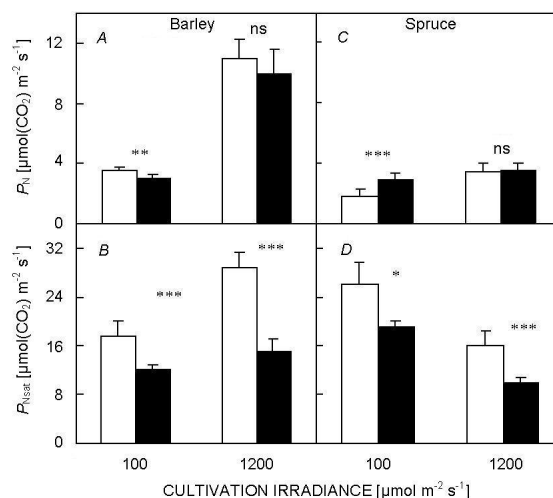 A Barley ns
C Spruce
12
8
4
0
**
***
ns
P_N [µmol(CO2) m-2 s-1]
B
***
***
D
*
***
32
24
16
8
0
P_Nsat [µmol(CO2) m-2 s-1]
100 1200 100 1200
CULTIVATION IRRADIANCE [µmol m-2 s-1]